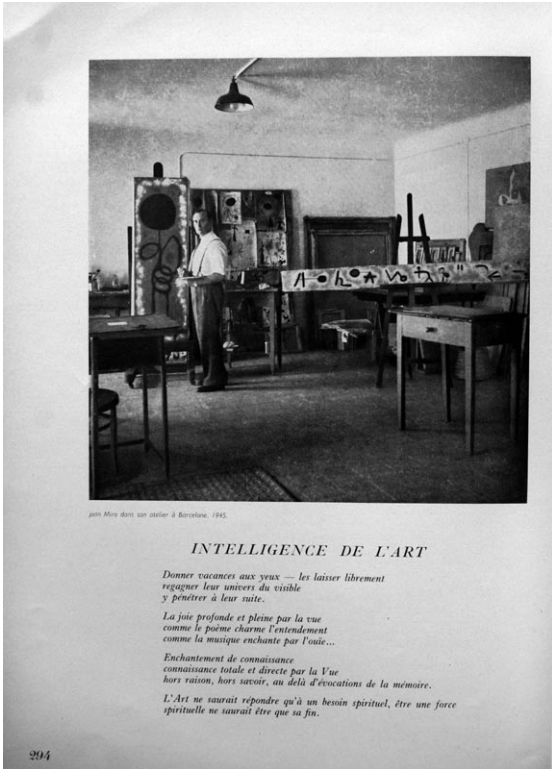 Joan Miro dans son atelier à Barcelone. 1945.
INTELLIGENCE DE L'ART
Donner vacances aux yeux — les laisser librement
regagner leur univers du visible
y pénétrer à leur suite.
La joie profonde et pleine par la vue
comme le poème charme l'entendement
comme la musique enchante par l'ouïe...
Enchantement de connaissance
connaissance totale et directe par la Vue
hors raison, hors savoir, au delà d'évocations de la mémoire.
L'Art ne saurait répondre qu'à un besoin spirituel, être une force
spirituelle ne saurait être que sa fin.
294